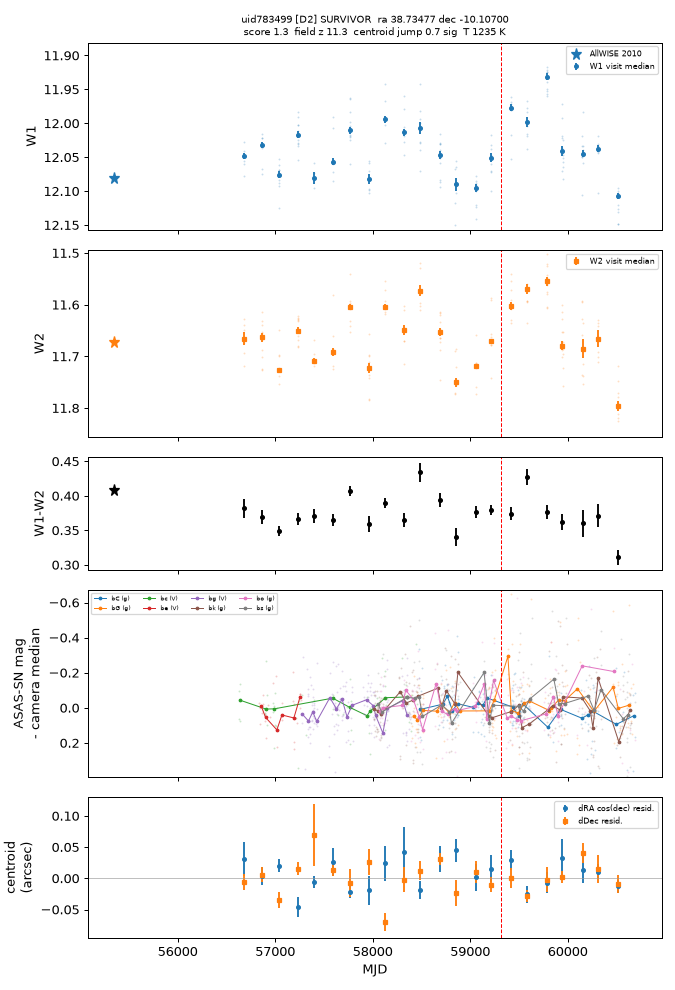 uid783499 [D2] SURVIVOR  ra 38.73477 dec -10.10700
score 1.3  field z 11.3  centroid jump 0.7 sig  T 1235 K
11.90
11.95
12.00
12.05
12.10
12.15
W1
AllWISE 2010
W1 visit median
11.5
11.6
11.7
11.8
W2
W2 visit median
0.45
0.40
0.35
0.30
W1-W2
−0.6
−0.4
−0.2
0.0
0.2
ASAS-SN mag
- camera median
bC (g)
bc (V)
bg (V)
bo (g)
bG (g)
be (V)
bk (g)
bs (g)
0.10
0.05
0.00
−0.05
centroid
(arcsec)
dRA cos(dec) resid.
dDec resid.
56000
57000
58000
59000
60000
MJD